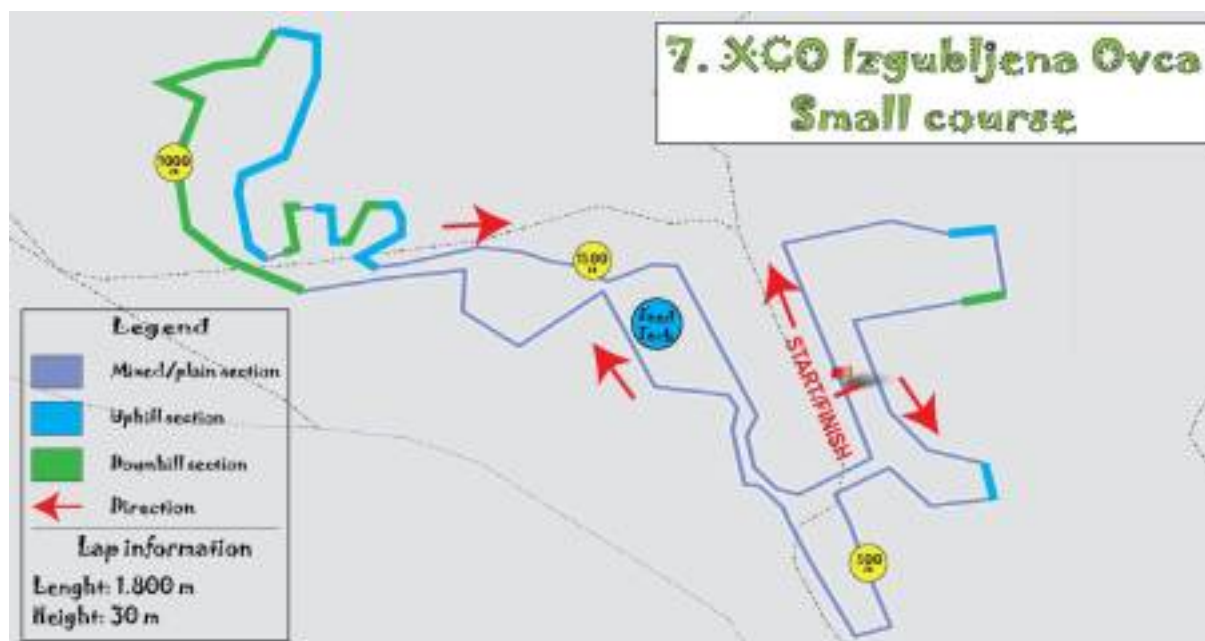 7. XCO Izgubljena Ovca
Small course
1000
m
1500
m
START/FINISH
500
m
Legend
Mixed/plain section
Uphill section
Downhill section
Direction
Lap information
Lenght: 1.800 m
Height: 30 m